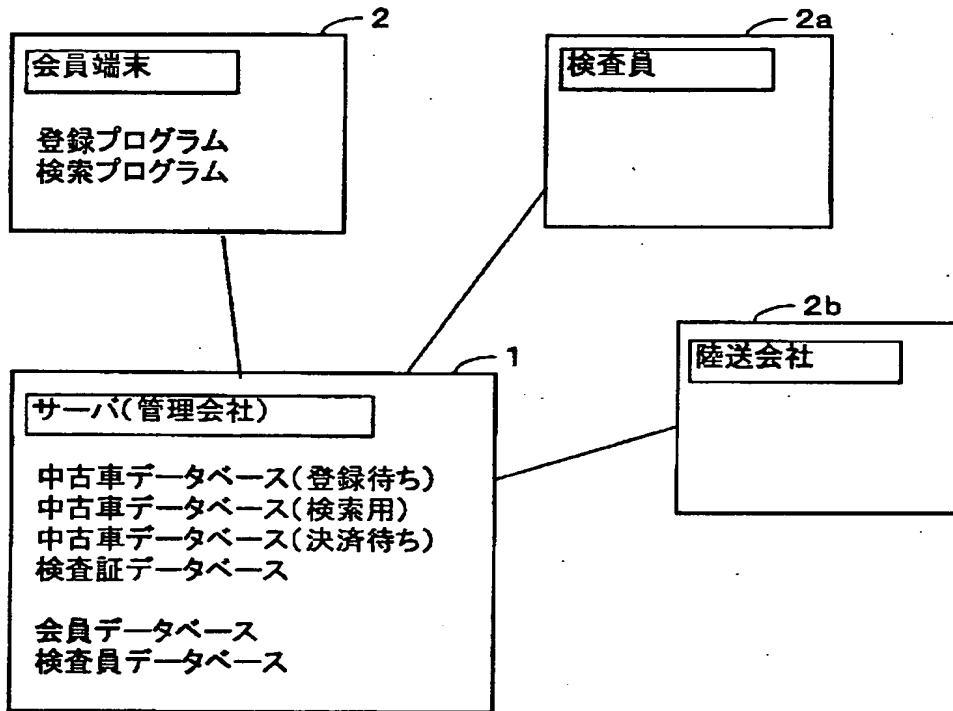 2
会員端末
登録プログラム
検索プログラム
2a
検査員
2b
陸送会社
1
サーバ(管理会社)
中古車データベース(登録待ち)
中古車データベース(検索用)
中古車データベース(決済待ち)
検査証データベース
会員データベース
検査員データベース